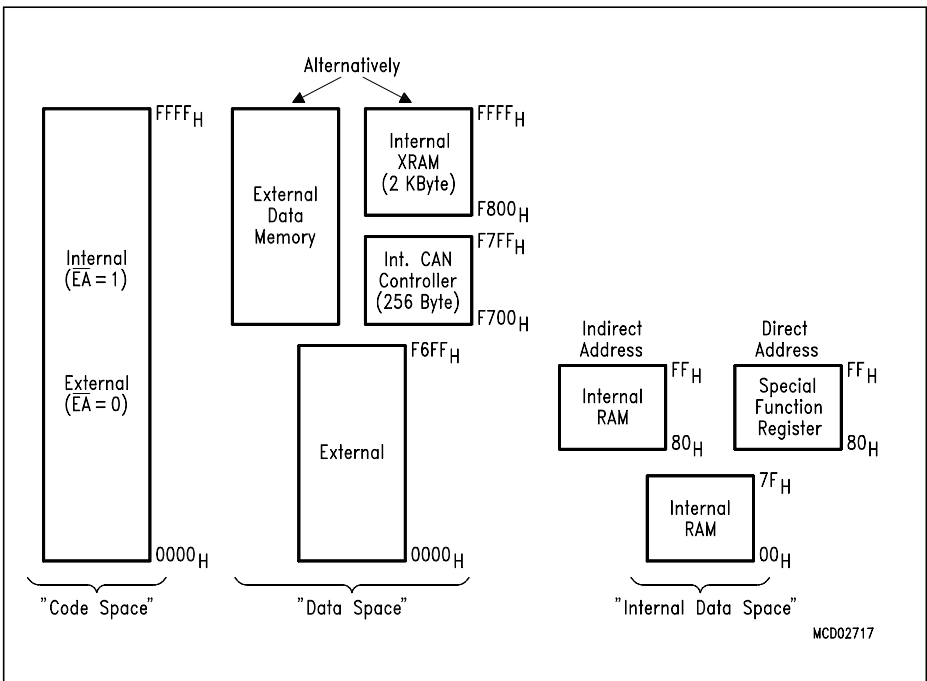 Alternatively
FFFFH
Internal
(E̅A̅=1)
External
(E̅A̅=0)
0000H
"Code Space"
External
Data
Memory
Internal
XRAM
(2 KByte)
FFFFH
F800H
Int. CAN
Controller
(256 Byte)
F7FFH
F700H
F6FFH
External
0000H
"Data Space"
Indirect
Address
Internal
RAM
FFH
80H
Direct
Address
Special
Function
Register
FFH
80H
Internal
RAM
7FH
00H
"Internal Data Space"
MCD02717